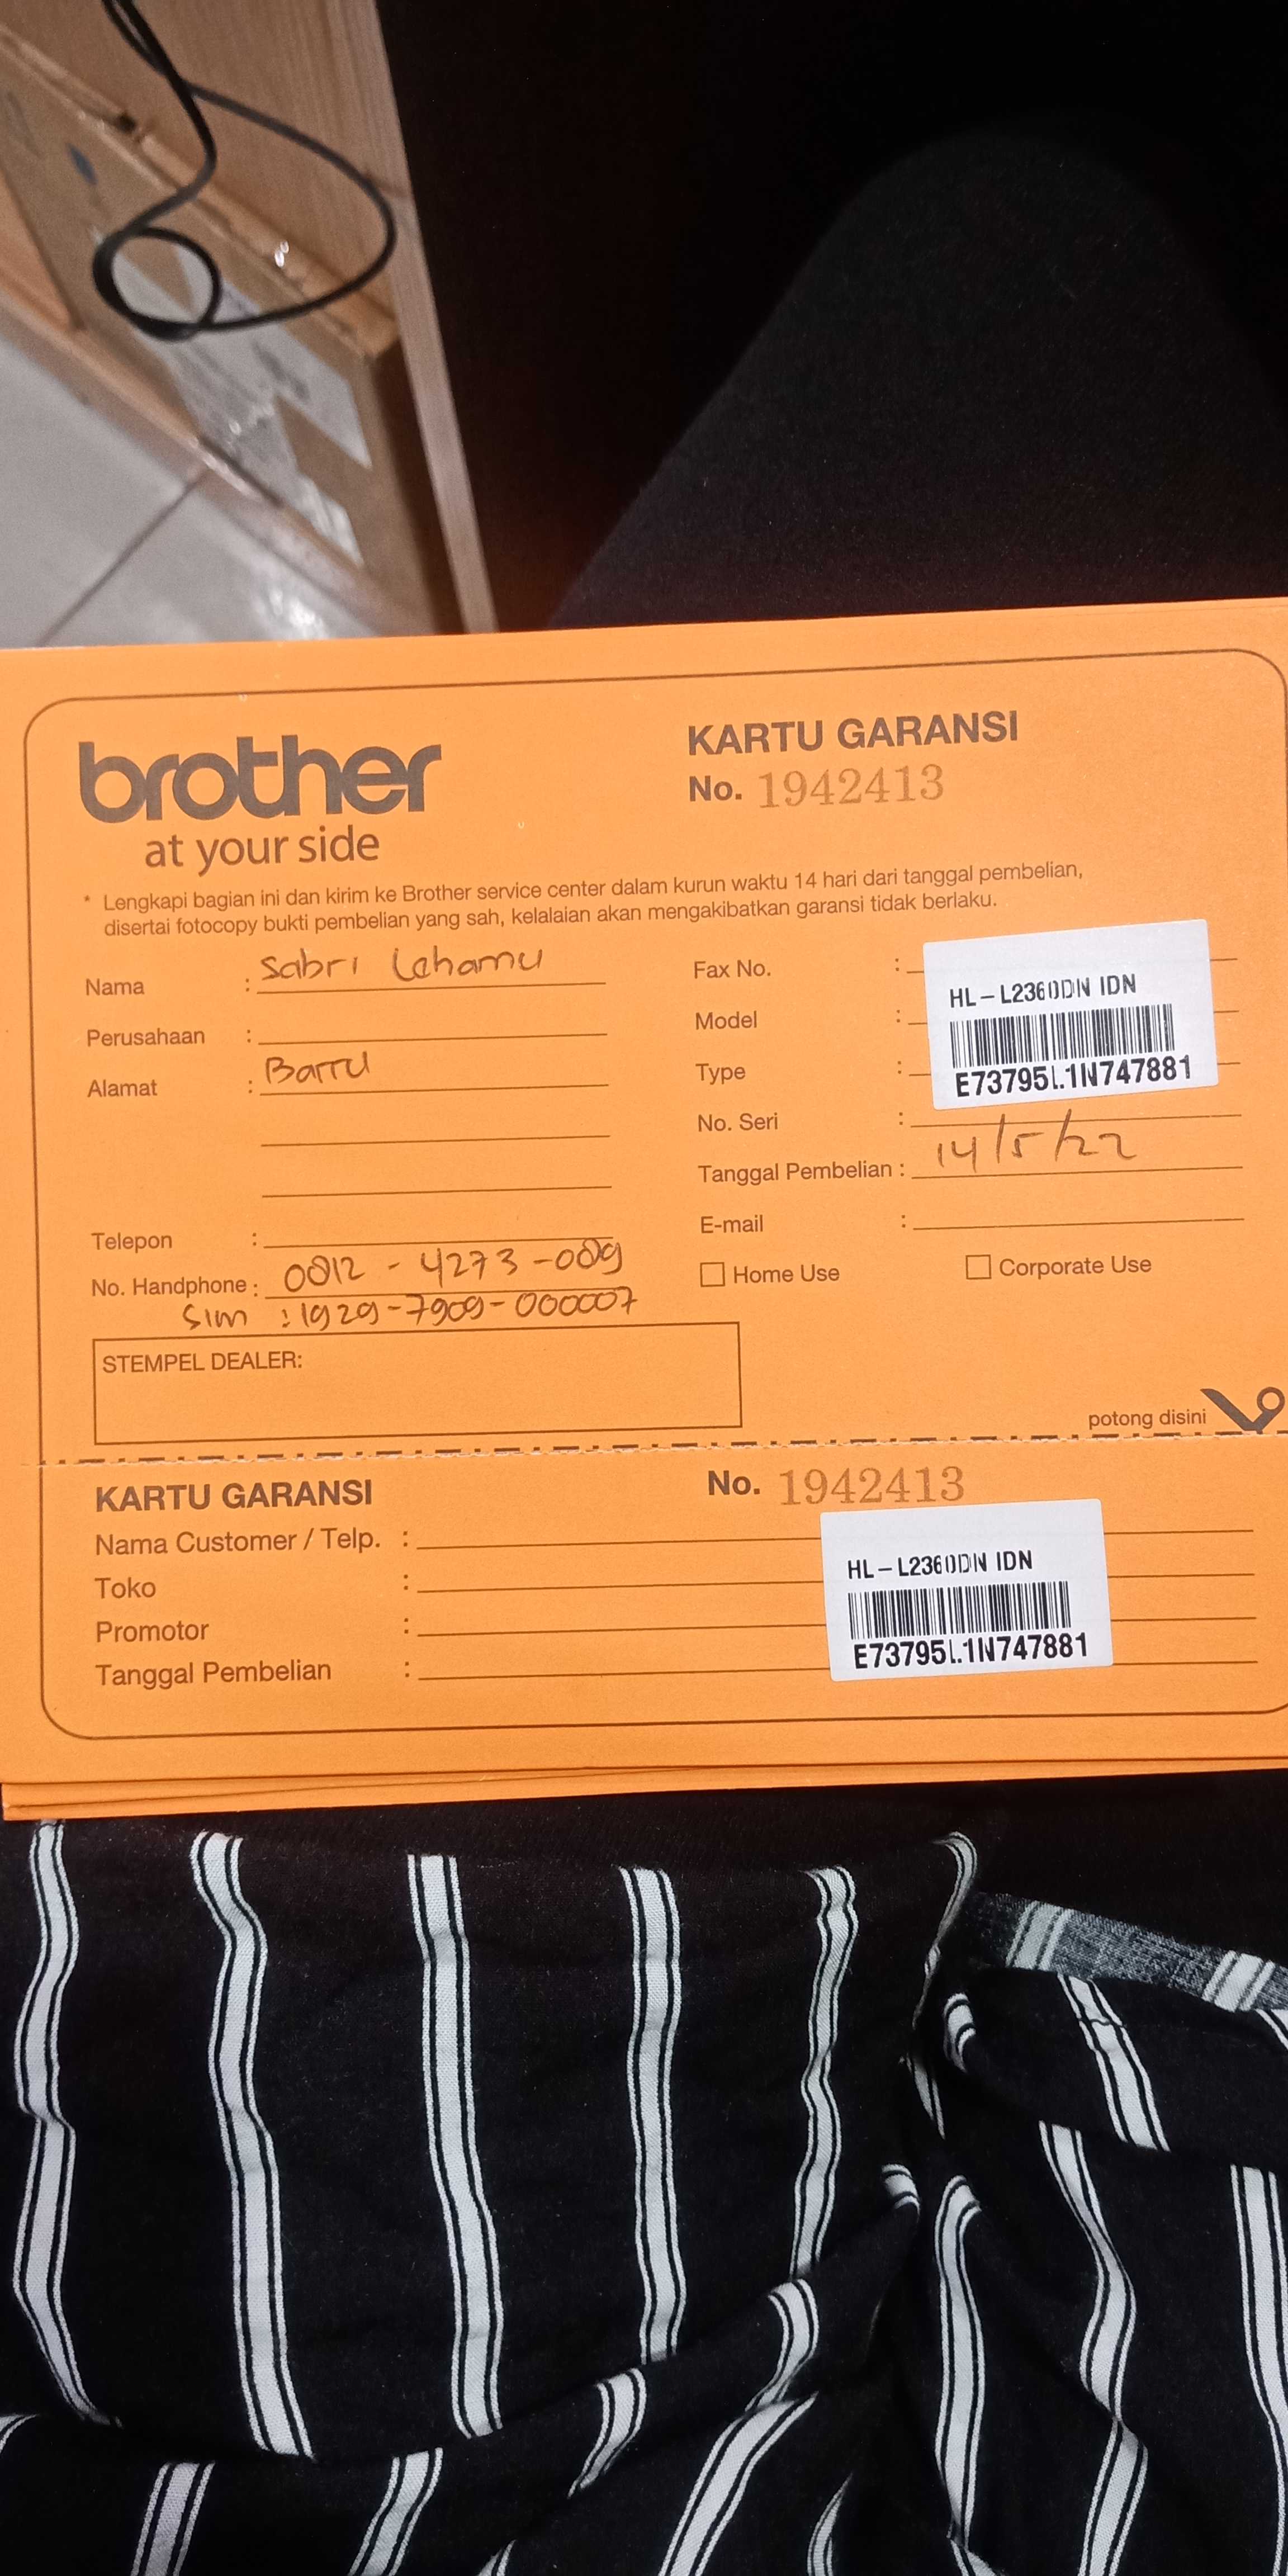 brother
at your side
KARTU GARANSI
No. 1942413
* Lengkapi bagian ini dan kirim ke Brother service center dalam kurun waktu 14 hari dari tanggal pembelian,
disertai fotocopy bukti pembelian yang sah, kelalaian akan mengakibatkan garansi tidak berlaku.
Nama : Sabri Lahamu
Perusahaan :
Alamat : Barru
Telepon :
No. Handphone : 0812 - 4273 - 089
Sim : 1929-7909-000007
Fax No. :
Model :
Type :
No. Seri :
HL-L2360DN IDN
E73795L1N747881
Tanggal Pembelian : 14/5/22
E-mail :
Home Use
Corporate Use
STEMPEL DEALER:
potong disini
KARTU GARANSI
No. 1942413
Nama Customer / Telp. :
Toko :
Promotor :
Tanggal Pembelian :
HL-L2360DN IDN
E73795L1N747881